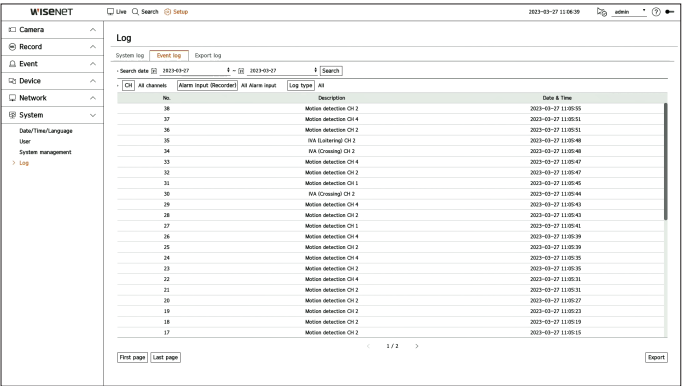 WISENET Live Search Setup 2023-03-27 11:06:39 admin
Camera
Record
Event
Device
Network
System
Date/Time/Language
User
System management
Log
Log
System log Event log Export log
Search date 2023-03-27 ~ 2023-03-27 Search
CH All channels Alarm Input (Recorder) All Alarm input Log type All
No. Description Date & Time
38 Motion detection CH 2 2023-03-27 11:05:55
37 Motion detection CH 4 2023-03-27 11:05:51
36 Motion detection CH 2 2023-03-27 11:05:51
35 IVA (Loitering) CH 2 2023-03-27 11:05:48
34 IVA (Crossing) CH 2 2023-03-27 11:05:48
33 Motion detection CH 4 2023-03-27 11:05:47
32 Motion detection CH 2 2023-03-27 11:05:47
31 Motion detection CH 1 2023-03-27 11:05:45
30 IVA (Crossing) CH 2 2023-03-27 11:05:44
29 Motion detection CH 4 2023-03-27 11:05:43
28 Motion detection CH 2 2023-03-27 11:05:43
27 Motion detection CH 1 2023-03-27 11:05:41
26 Motion detection CH 4 2023-03-27 11:05:39
25 Motion detection CH 2 2023-03-27 11:05:39
24 Motion detection CH 4 2023-03-27 11:05:35
23 Motion detection CH 2 2023-03-27 11:05:35
22 Motion detection CH 4 2023-03-27 11:05:31
21 Motion detection CH 2 2023-03-27 11:05:31
20 Motion detection CH 2 2023-03-27 11:05:27
19 Motion detection CH 2 2023-03-27 11:05:23
18 Motion detection CH 2 2023-03-27 11:05:19
17 Motion detection CH 2 2023-03-27 11:05:15
< 1 / 2 >
First page Last page Export